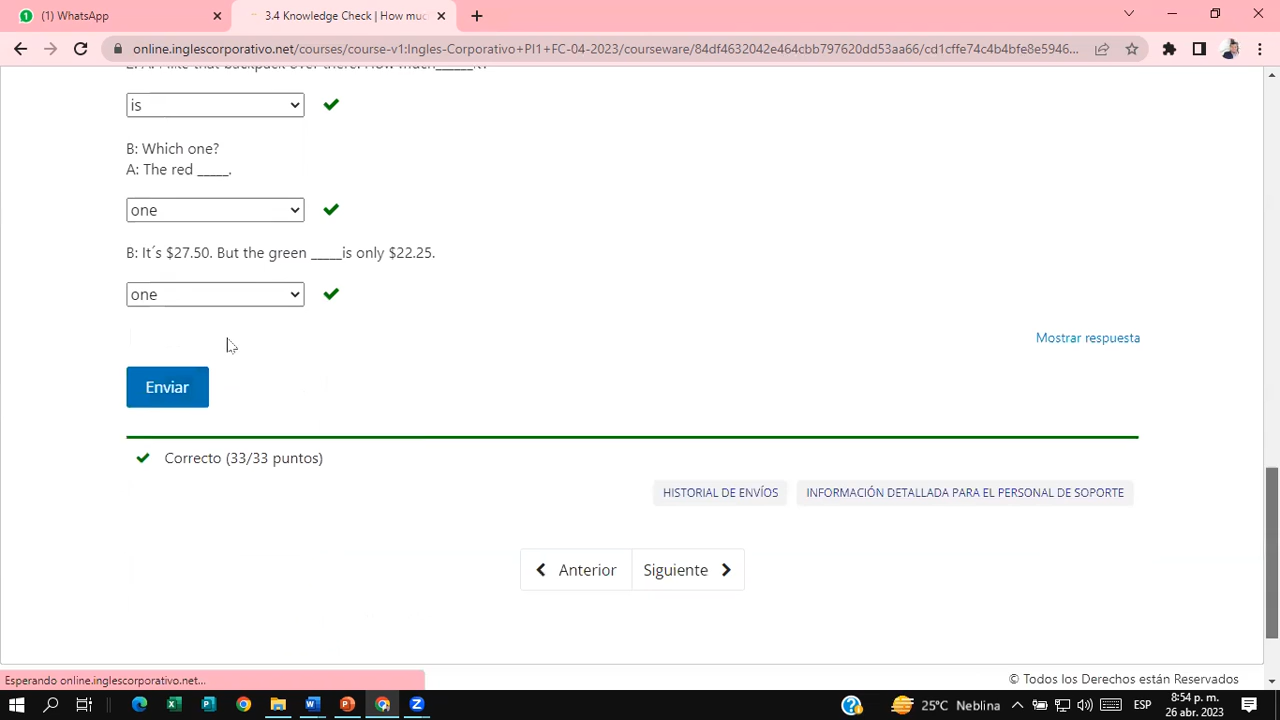 (1) WhatsApp
3.4 Knowledge Check | How muc
online.inglescorporativo.net/courses/course-v1:Ingles-Corporativo+PI1+FC-04-2023/courseware/84df4632042e464cbb797620dd53aa66/cd1cffe74c4b4bfe8e5946...
is
B: Which one?
A: The red _____.
one
B: It´s $27.50. But the green _____is only $22.25.
one
Mostrar respuesta
Enviar
Correcto (33/33 puntos)
HISTORIAL DE ENVÍOS
INFORMACIÓN DETALLADA PARA EL PERSONAL DE SOPORTE
Anterior
Siguiente
Esperando online.inglescorporativo.net...
© Todos los Derechos están Reservados
25°C Neblina
ESP
8:54 p. m.
26 abr. 2023